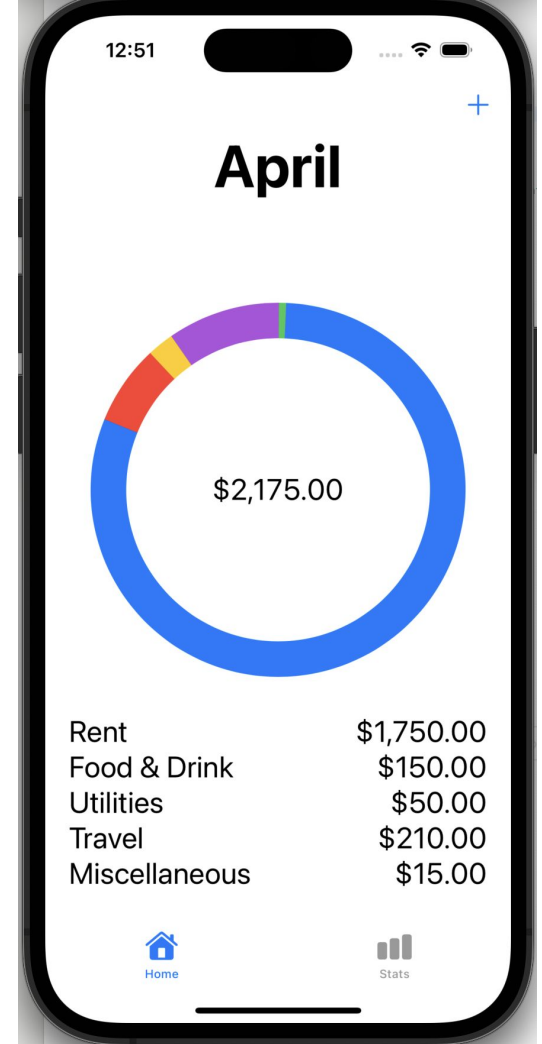 12:51
April
$2,175.00
Rent $1,750.00
Food & Drink $150.00
Utilities $50.00
Travel $210.00
Miscellaneous $15.00
Home Stats